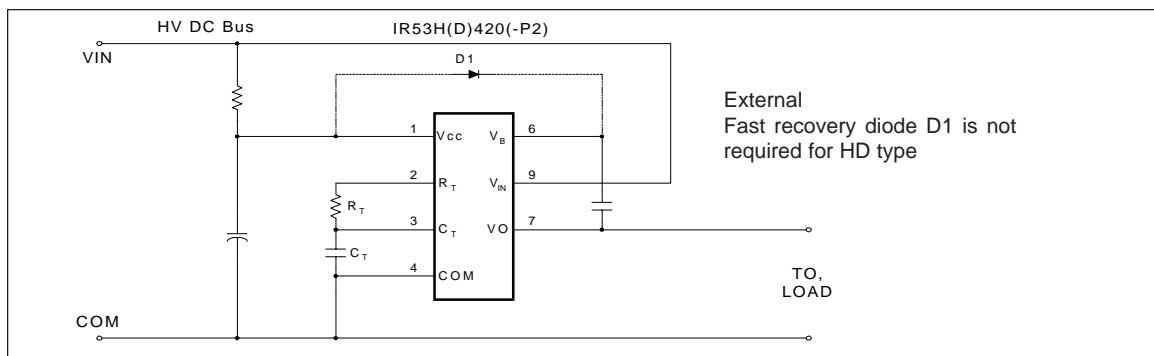 HV DC Bus
IR53H(D)420(-P2)
VIN
D1
External
Fast recovery diode D1 is not
required for HD type
1 Vcc VB 6
2 RT VIN 9
RT
3 CT VO 7
CT
4 COM
TO,
LOAD
COM